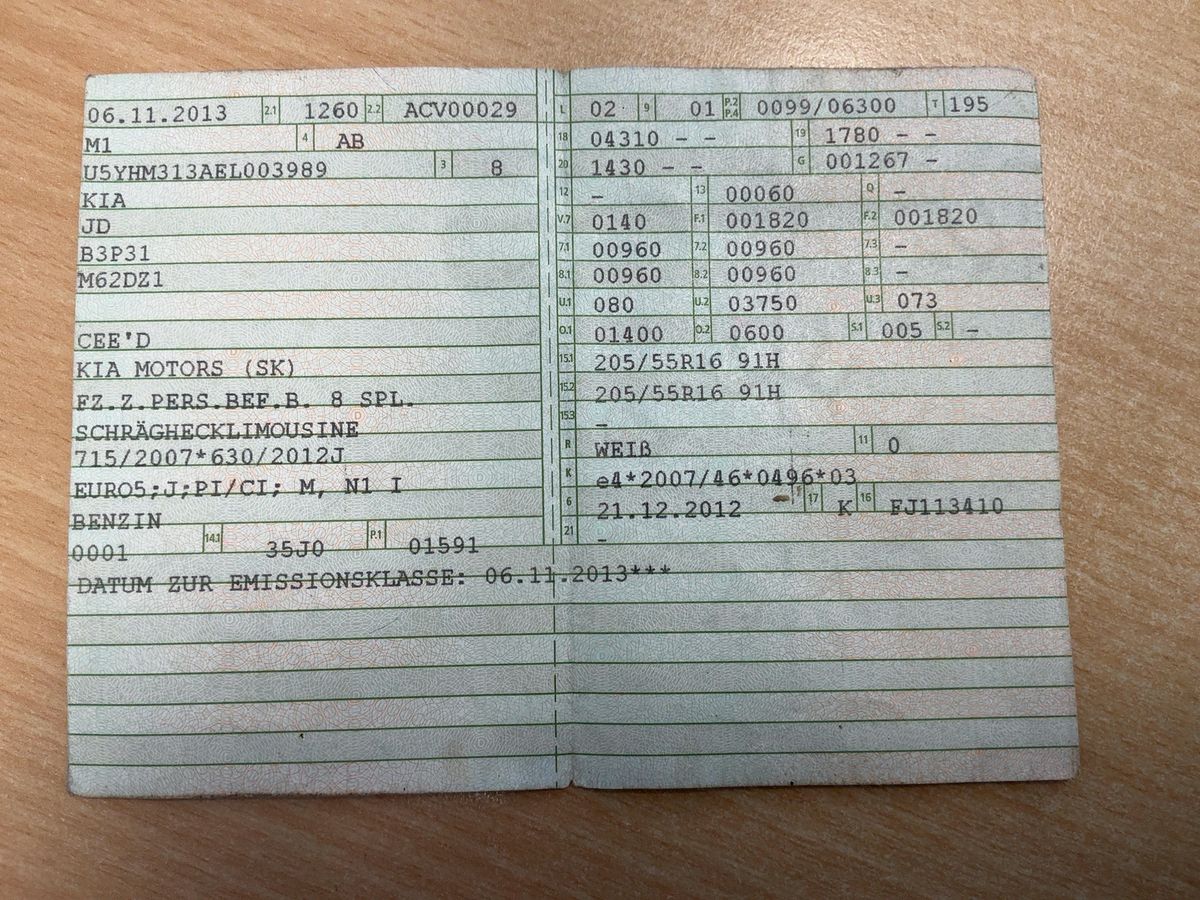 06.11.2013 2.1 1260 2.2 ACV00029
M1 4 AB
U5YHM313AEL003989 3 8
KIA
JD
B3P31
M62DZ1
CEE'D
KIA MOTORS (SK)
FZ.Z.PERS.BEF.B. 8 SPL.
SCHRÄGHECKLIMOUSINE
715/2007*630/2012J
EURO5;J;PI/CI; M, N1 I
BENZIN
0001 14.1 35J0 P.1 01591
DATUM ZUR EMISSIONSKLASSE: 06.11.2013***
L 02 9 01 P.2 P.4 0099/06300 T 195
18 04310 - - 19 1780 - -
20 1430 - - G 001267 -
12 - 13 00060 Q -
V.7 0140 F.1 001820 F.2 001820
7.1 00960 7.2 00960 7.3 -
8.1 00960 8.2 00960 8.3 -
U.1 080 U.2 03750 U.3 073
O.1 01400 O.2 0600 S.1 005 S.2 -
15.1 205/55R16 91H
15.2 205/55R16 91H
15.3 -
R WEIß 11 0
K e4*2007/46*0496*03
6 21.12.2012 17 K 16 FJ113410
21 -